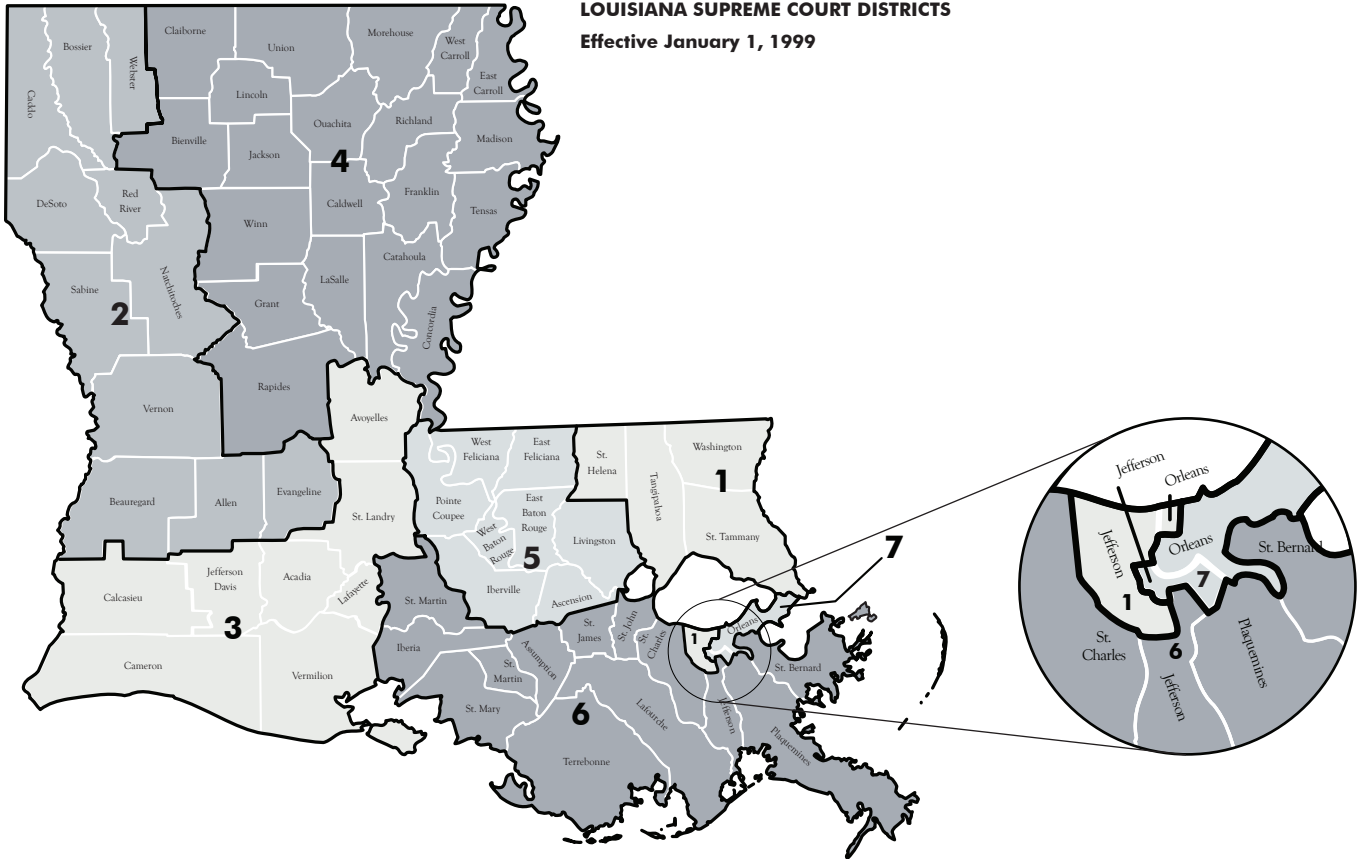 LOUISIANA SUPREME COURT DISTRICTS
Effective January 1, 1999
Caddo
Bossier
Webster
Claiborne
Union
Morehouse
West
Carroll
East
Carroll
Lincoln
Ouachita
Richland
Madison
Bienville
Jackson
4
DeSoto
Red
River
Winn
Caldwell
Franklin
Tensas
Sabine
2
Natchitoches
Grant
LaSalle
Catahoula
Concordia
Vernon
Rapides
Avoyelles
Beauregard
Allen
Evangeline
St. Landry
West
Feliciana
East
Feliciana
St.
Helena
Tangipahoa
Washington
1
St. Tammany
Pointe
Coupee
West
Baton
Rouge
East
Baton
Rouge
5
Livingston
Iberville
Ascension
7
Calcasieu
Jefferson
Davis
Acadia
Lafayette
3
Cameron
Vermilion
St. Martin
Iberia
St.
Martin
St. Mary
Assumption
St.
James
St. John
St.
Charles
1
Orleans
St. Bernard
6
Lafourche
Jefferson
Plaquemines
Terrebonne
Jefferson
Orleans
Jefferson
Orleans
St. Bernard
7
1
St.
Charles
6
Jefferson
Plaquemines